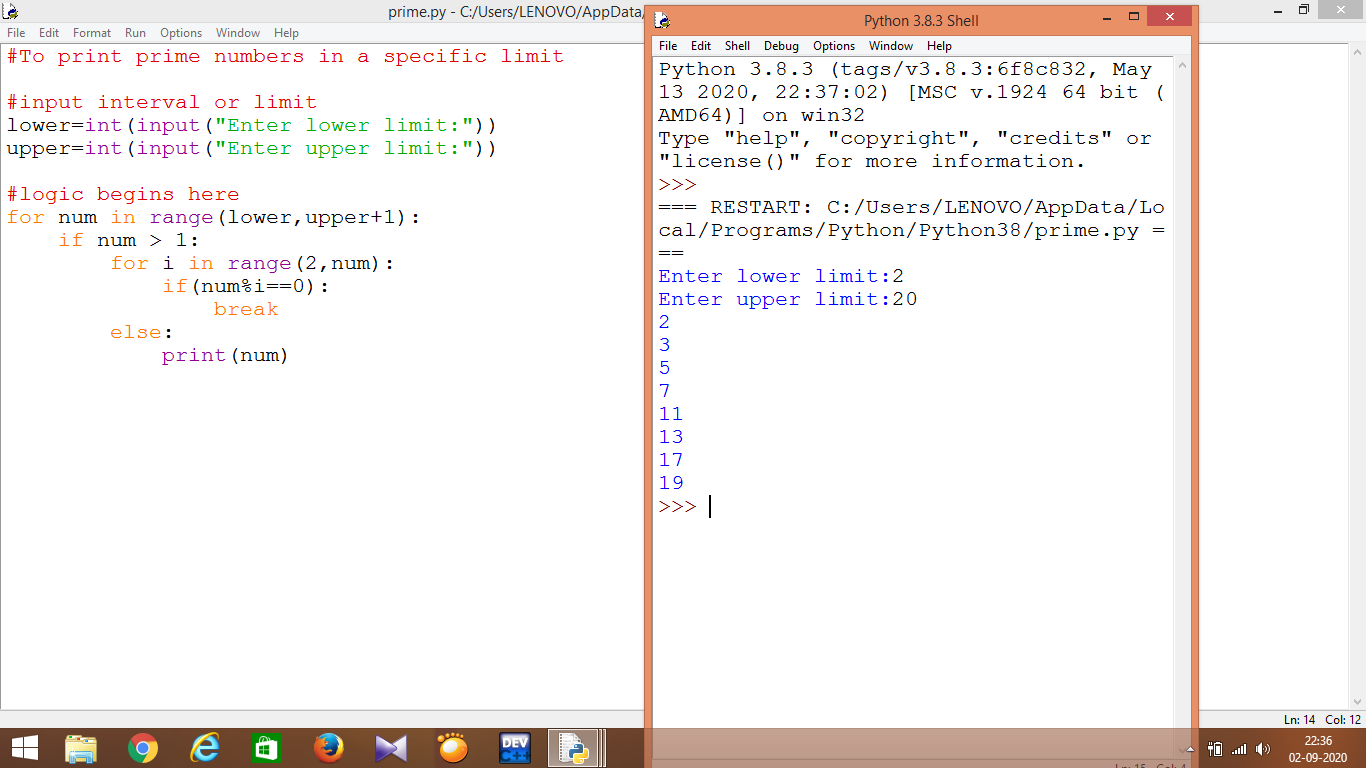 prime.py - C:/Users/LENOVO/AppData/
File Edit Format Run Options Window Help
#To print prime numbers in a specific limit
#input interval or limit
lower=int(input("Enter lower limit:"))
upper=int(input("Enter upper limit:"))
#logic begins here
for num in range(lower,upper+1):
    if num > 1:
        for i in range(2,num):
            if(num%i==0):
                break
        else:
            print(num)
Ln: 14 Col: 12
Python 3.8.3 Shell
File Edit Shell Debug Options Window Help
Python 3.8.3 (tags/v3.8.3:6f8c832, May
13 2020, 22:37:02) [MSC v.1924 64 bit (
AMD64)] on win32
Type "help", "copyright", "credits" or
"license()" for more information.
>>>
=== RESTART: C:/Users/LENOVO/AppData/Lo
cal/Programs/Python/Python38/prime.py =
==
Enter lower limit:2
Enter upper limit:20
2
3
5
7
11
13
17
19
>>>
DEV
22:36
02-09-2020